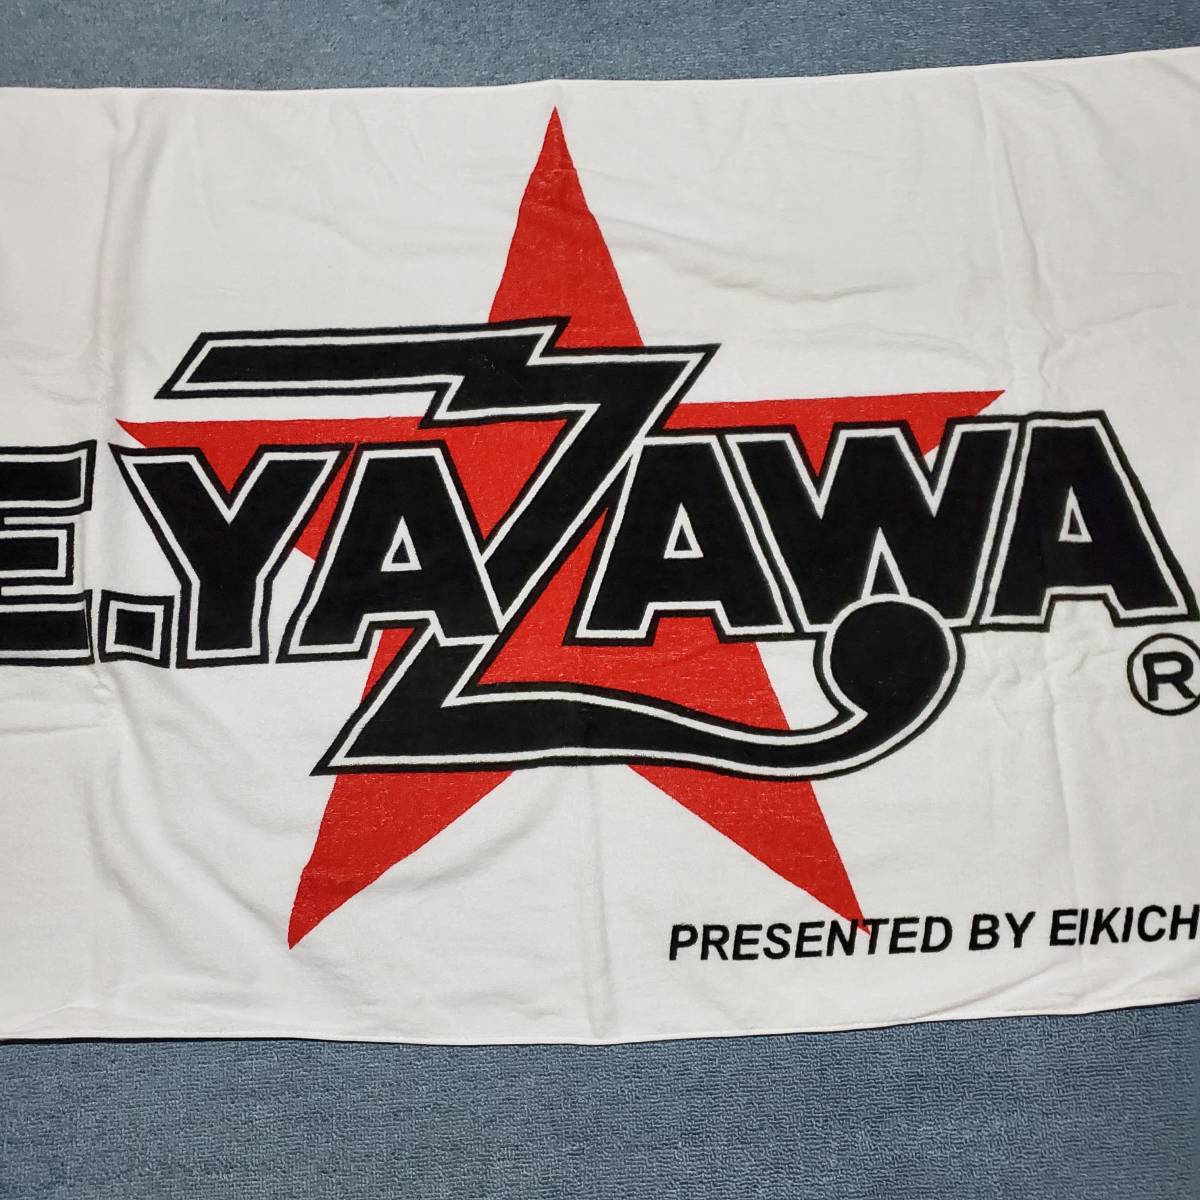 E.YAZAWA
®
PRESENTED BY EIKICH